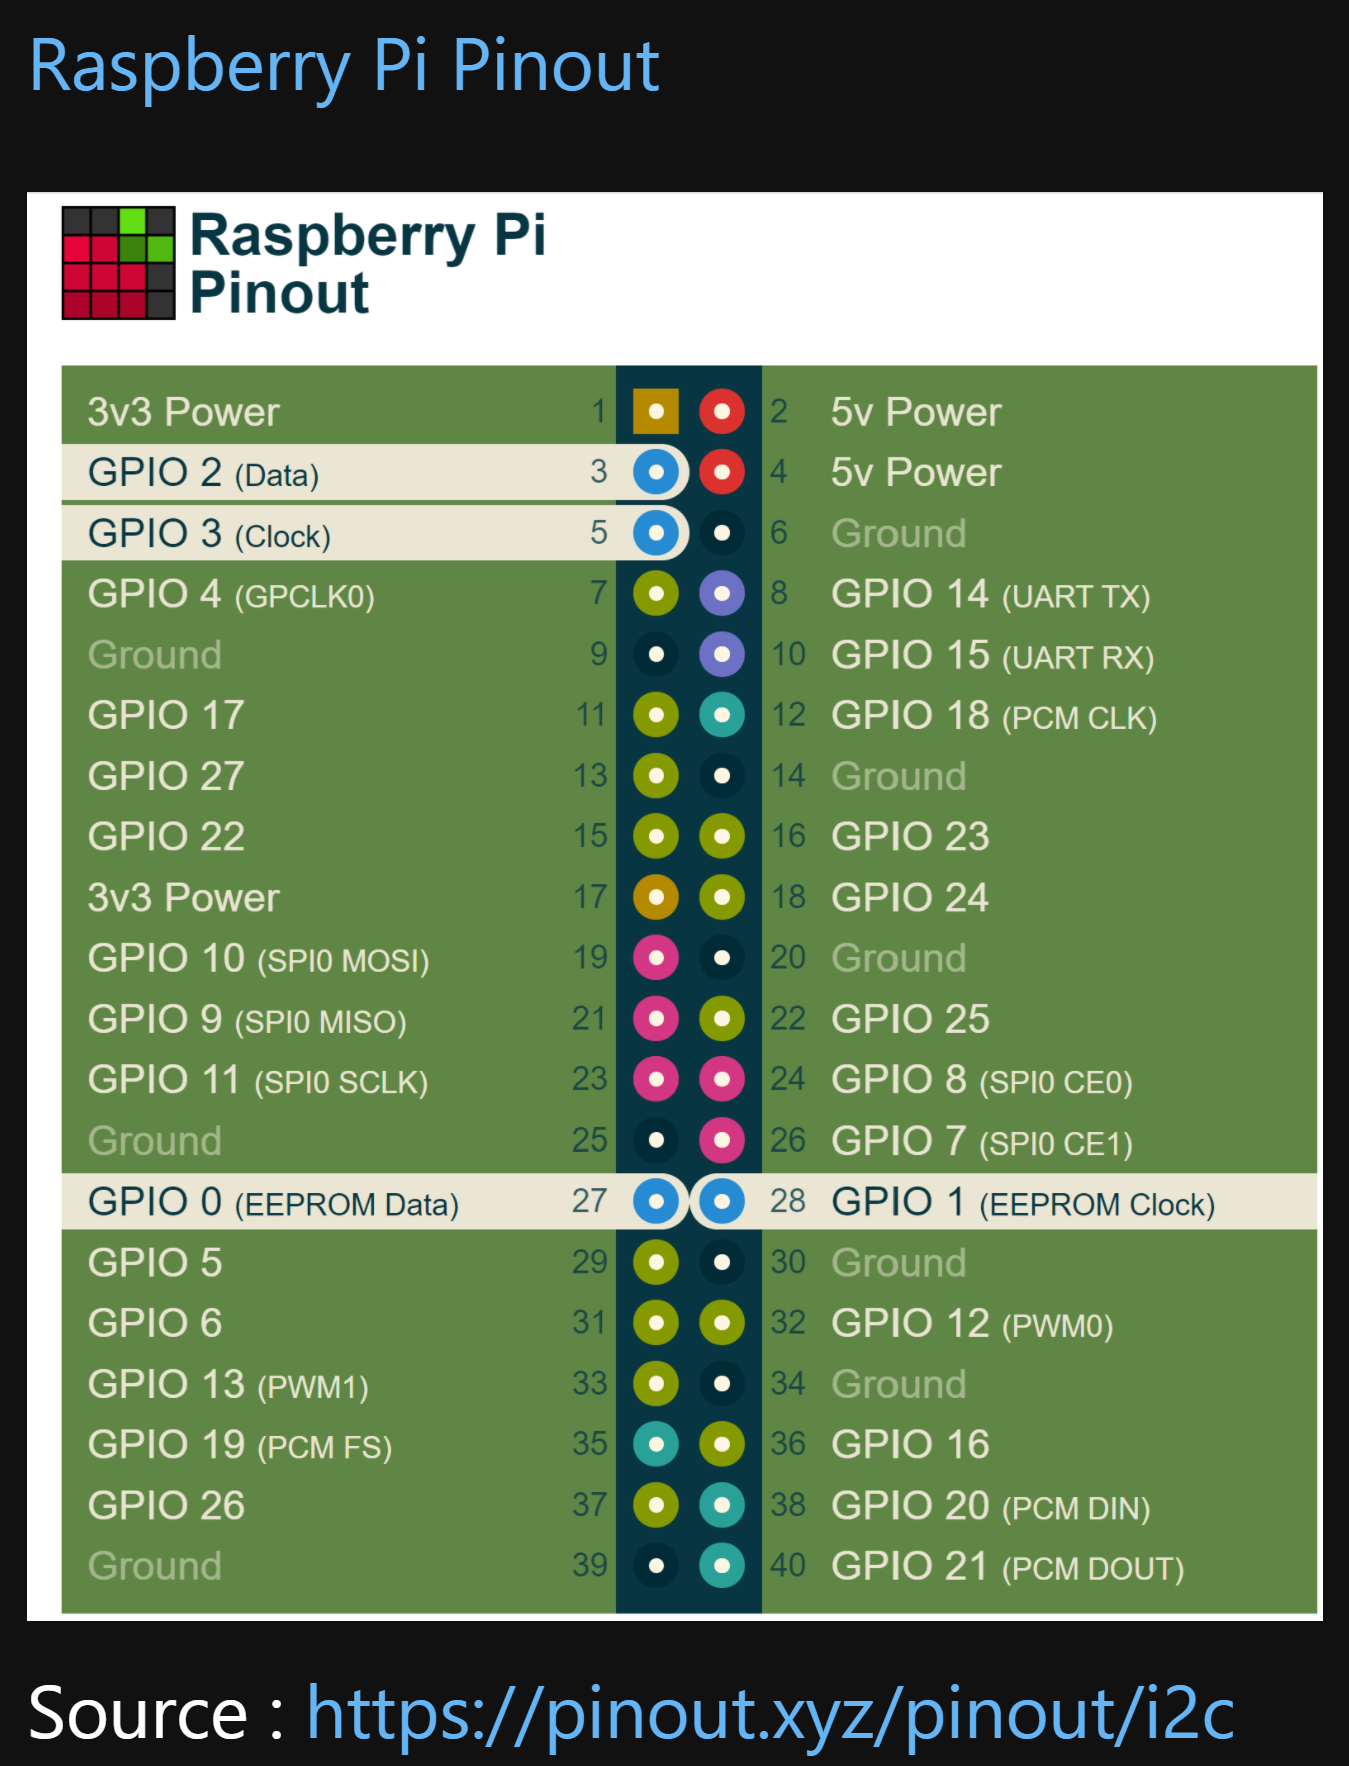 Raspberry Pi Pinout
Raspberry Pi
Pinout
3v3 Power 1 2 5v Power
GPIO 2 (Data) 3 4 5v Power
GPIO 3 (Clock) 5 6 Ground
GPIO 4 (GPCLK0) 7 8 GPIO 14 (UART TX)
Ground 9 10 GPIO 15 (UART RX)
GPIO 17 11 12 GPIO 18 (PCM CLK)
GPIO 27 13 14 Ground
GPIO 22 15 16 GPIO 23
3v3 Power 17 18 GPIO 24
GPIO 10 (SPI0 MOSI) 19 20 Ground
GPIO 9 (SPI0 MISO) 21 22 GPIO 25
GPIO 11 (SPI0 SCLK) 23 24 GPIO 8 (SPI0 CE0)
Ground 25 26 GPIO 7 (SPI0 CE1)
GPIO 0 (EEPROM Data) 27 28 GPIO 1 (EEPROM Clock)
GPIO 5 29 30 Ground
GPIO 6 31 32 GPIO 12 (PWM0)
GPIO 13 (PWM1) 33 34 Ground
GPIO 19 (PCM FS) 35 36 GPIO 16
GPIO 26 37 38 GPIO 20 (PCM DIN)
Ground 39 40 GPIO 21 (PCM DOUT)
Source : https://pinout.xyz/pinout/i2c